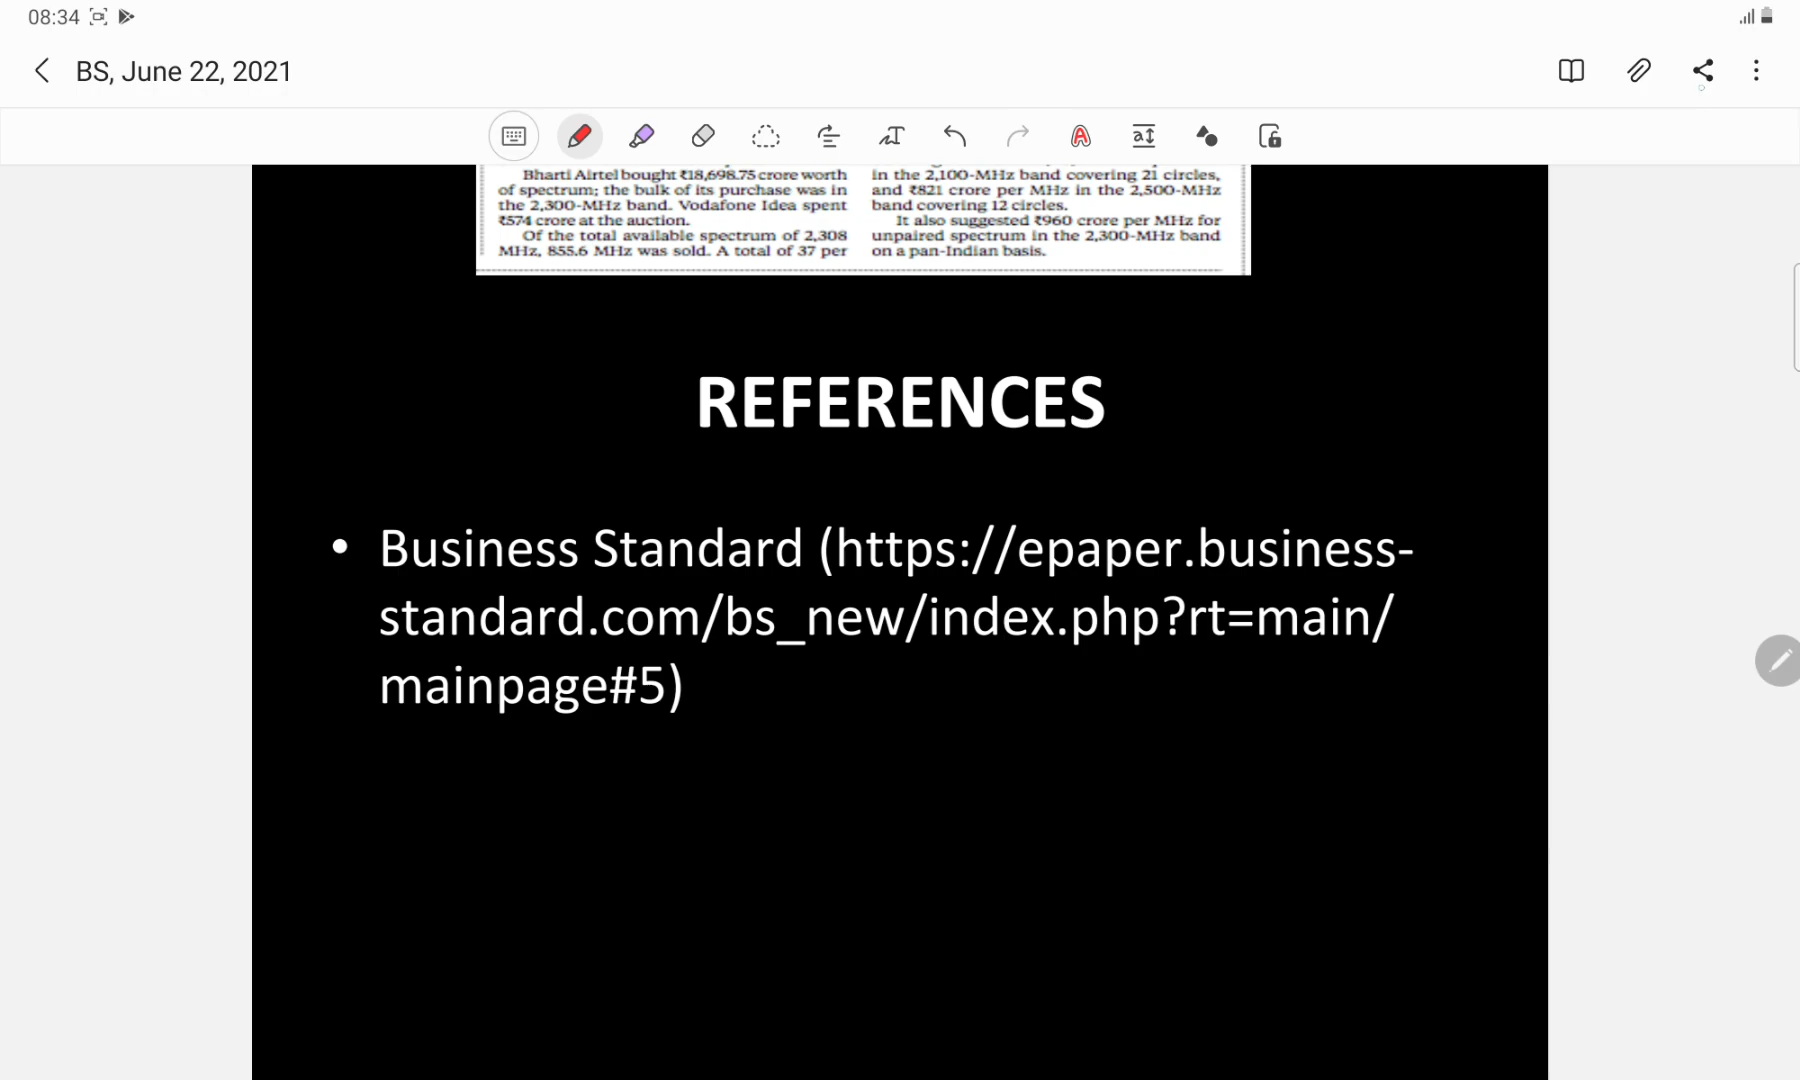 08:34
BS, June 22, 2021
Bharti Airtel bought ₹18,698.75 crore worth
of spectrum; the bulk of its purchase was in
the 2,300-MHz band. Vodafone Idea spent
₹574 crore at the auction.
Of the total available spectrum of 2,308
MHz, 855.6 MHz was sold. A total of 37 per
in the 2,100-MHz band covering 21 circles,
and ₹821 crore per MHz in the 2,500-MHz
band covering 12 circles.
It also suggested ₹960 crore per MHz for
unpaired spectrum in the 2,300-MHz band
on a pan-Indian basis.
REFERENCES
• Business Standard (https://epaper.business-
standard.com/bs_new/index.php?rt=main/
mainpage#5)